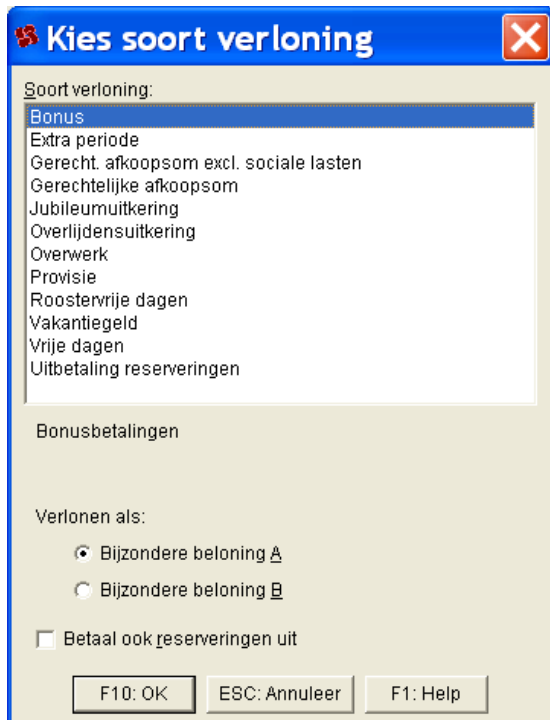 Kies soort verloning
Soort verloning:
Bonus
Extra periode
Gerecht. afkoopsom excl. sociale lasten
Gerechtelijke afkoopsom
Jubileumuitkering
Overlijdensuitkering
Overwerk
Provisie
Roostervrije dagen
Vakantiegeld
Vrije dagen
Uitbetaling reserveringen
Bonusbetalingen
Verlonen als:
Bijzondere beloning A
Bijzondere beloning B
Betaal ook reserveringen uit
F10: OK ESC: Annuleer F1: Help